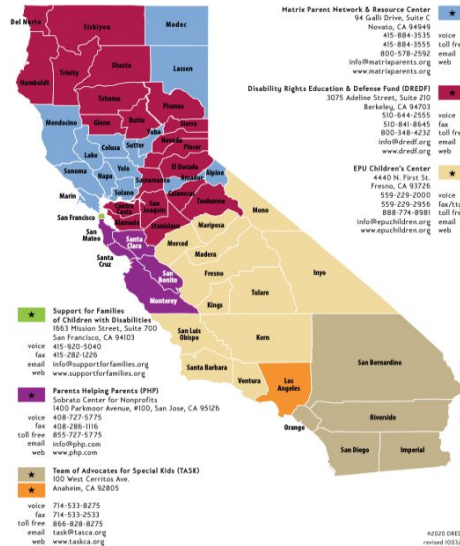 Matrix Parent Network & Resource Center
94 Galli Drive, Suite C
Novato, CA 94949
415-884-3535 voice
415-884-3555 toll fr
800-578-2592 email
info@matrixparents.org web
www.matrixparents.org
Disability Rights Education & Defense Fund (DREDF)
3075 Adeline Street, Suite 210
Berkeley, CA 94703
510-644-2555 voice
510-841-8645 fax
800-348-4232 toll fr
info@dredf.org email
www.dredf.org web
EPU Children's Center
4440 N. First St.
Fresno, CA 93726
559-229-2000 voice
559-229-2956 fax/tt
888-774-8981 toll fr
info@epuchildren.org email
www.epuchildren.org web
Del Norte
Siskiyou
Modoc
Humboldt
Trinity
Shasta
Lassen
Tehama
Plumas
Mendocino
Glenn
Butte
Sierra
Yuba
Nevada
Colusa
Sutter
Placer
Lake
El Dorado
Sonoma
Napa
Yolo
Sacramento
Alpine
Amador
Solano
Calaveras
Marin
Contra Costa
San Joaquin
Tuolumne
Mono
San Francisco
Alameda
Stanislaus
Mariposa
San Mateo
Santa Clara
Merced
Madera
Santa Cruz
San Benito
Fresno
Inyo
Monterey
Kings
Tulare
San Luis Obispo
Kern
San Bernardino
Santa Barbara
Ventura
Los Angeles
Orange
Riverside
San Diego
Imperial
Support for Families
of Children with Disabilities
1663 Mission Street, Suite 700
San Francisco, CA 94103
voice 415-920-5040
fax 415-282-1226
email info@supportforfamilies.org
web www.supportforfamilies.org
Parents Helping Parents (PHP)
Sobrato Center for Nonprofits
1400 Parkmoor Avenue, #100, San Jose, CA 95126
voice 408-727-5775
fax 408-286-1116
toll free 855-727-5775
email info@php.com
web www.php.com
Team of Advocates for Special Kids (TASK)
100 West Cerritos Ave.
Anaheim, CA 92805
voice 714-533-8275
fax 714-533-2533
toll free 866-828-8275
email task@tasca.org
web www.taskca.org
©2020 DRED
revised 1003